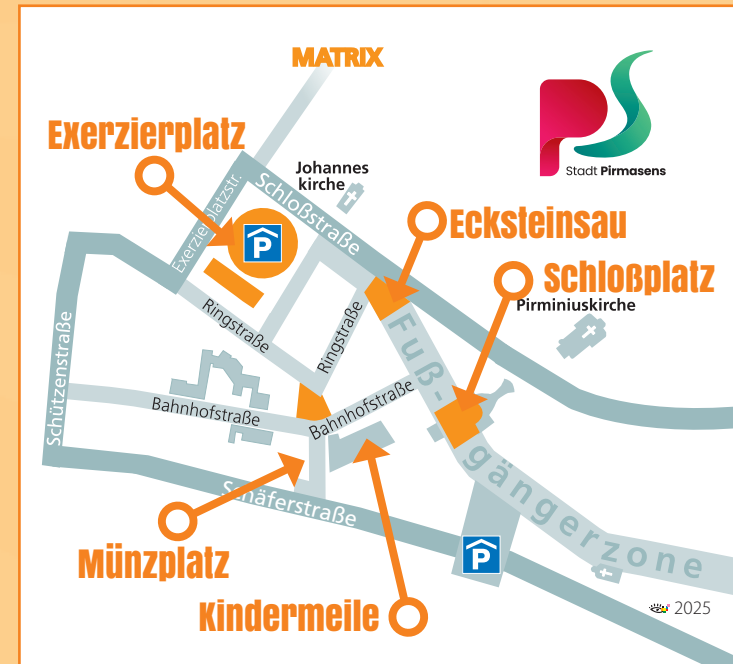 MATRIX
Exerzierplatz
Johannes
kirche
Stadt Pirmasens
Exerzierplatzstr.
Schloßstraße
P
Ecksteinsau
Schloßplatz
Pirminiuskirche
Ringstraße
Ringstraße
Fuß-
gängerzone
Schützenstraße
Bahnhofstraße
Bahnhofstraße
Schäferstraße
P
Münzplatz
Kindermeile
2025